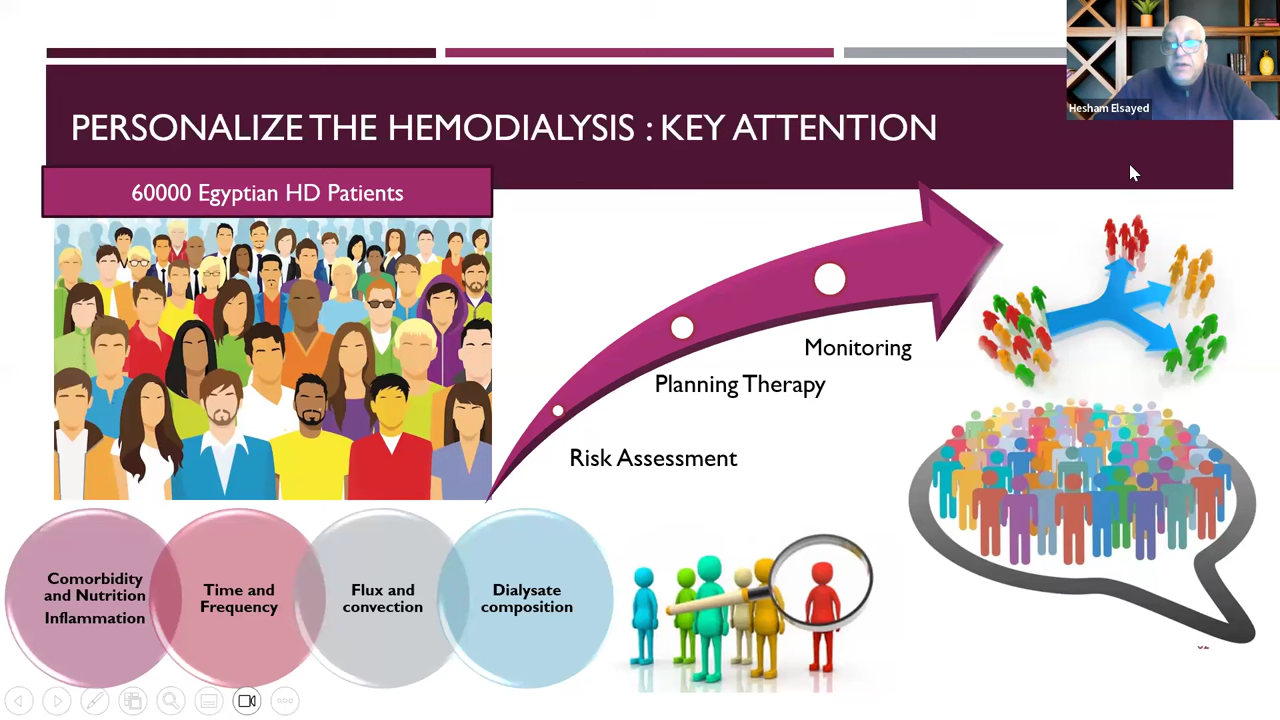 Hesham Elsayed
PERSONALIZE THE HEMODIALYSIS : KEY ATTENTION
60000 Egyptian HD Patients
Monitoring
Planning Therapy
Risk Assessment
Comorbidity
and Nutrition
Inflammation
Time and
Frequency
Flux and
convection
Dialysate
composition